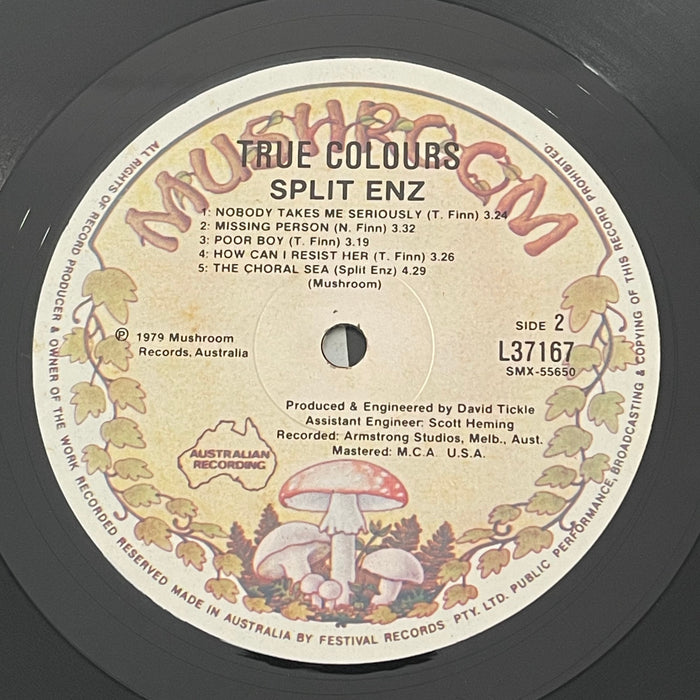 MUSHROOM
TRUE COLOURS
SPLIT ENZ
1: NOBODY TAKES ME SERIOUSLY (T. Finn) 3.24
2: MISSING PERSON (N. Finn) 3.32
3: POOR BOY (T. Finn) 3.19
4: HOW CAN I RESIST HER (T. Finn) 3.26
5: THE CHORAL SEA (Split Enz) 4.29
(Mushroom)
℗ 1979 Mushroom
Records, Australia
SIDE 2
L37167
SMX-55650
Produced & Engineered by David Tickle
Assistant Engineer: Scott Heming
Recorded: Armstrong Studios, Melb., Aust.
Mastered: M.C.A. U.S.A.
AUSTRALIAN
RECORDING
ALL RIGHTS OF RECORD PRODUCER & OWNER OF THE WORK RECORDED RESERVED MADE IN AUSTRALIA BY FESTIVAL RECORDS PTY. LTD. PUBLIC PERFORMANCE, BROADCASTING & COPYING OF THIS RECORD PROHIBITED.